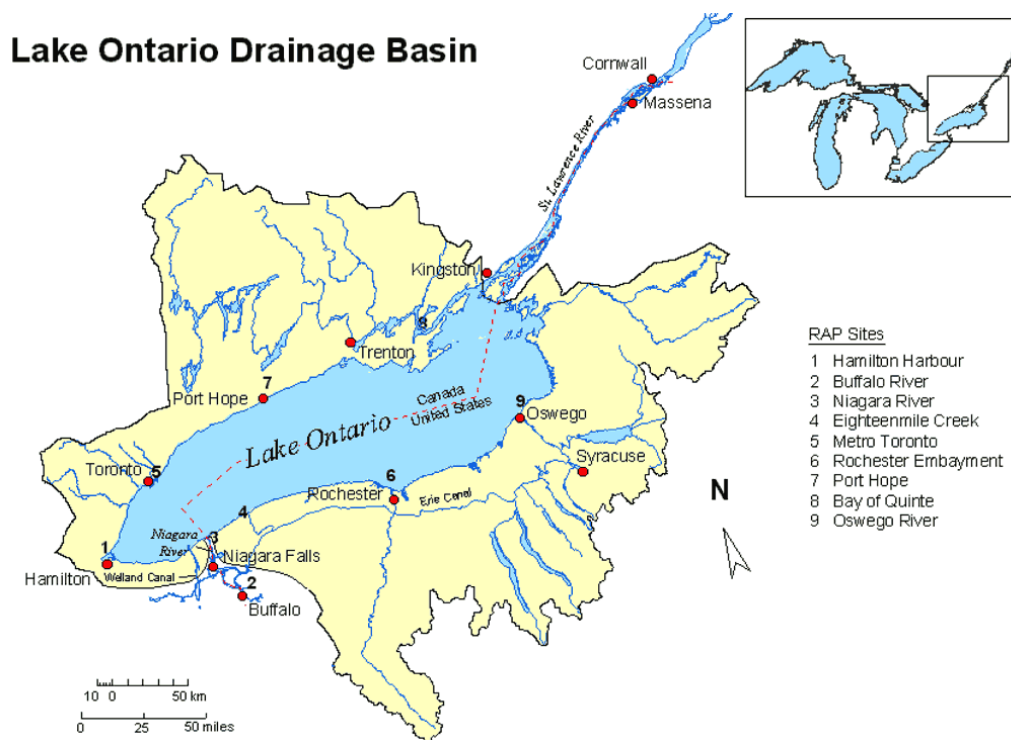 Lake Ontario Drainage Basin
Cornwall
Massena
St. Lawrence River
Kingston
8
Trenton
7
Port Hope
Canada
United States
Lake Ontario
9
Oswego
Toronto
5
Syracuse
6
Rochester
Erie Canal
4
Niagara
River
3
Niagara Falls
1
Hamilton
Welland Canal
2
Buffalo
RAP Sites
1 Hamilton Harbour
2 Buffalo River
3 Niagara River
4 Eighteenmile Creek
5 Metro Toronto
6 Rochester Embayment
7 Port Hope
8 Bay of Quinte
9 Oswego River
N
10 0 50 km
0 25 50 miles